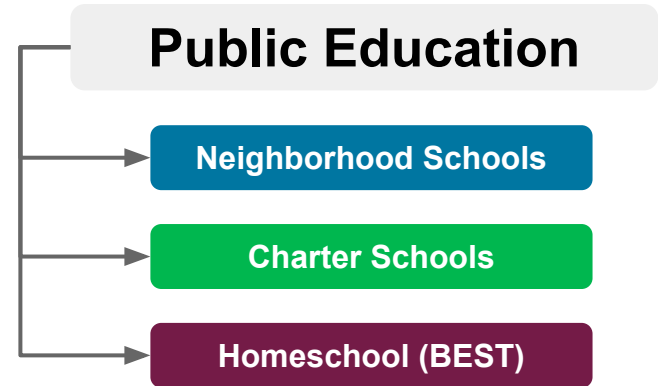 Public Education
Neighborhood Schools
Charter Schools
Homeschool (BEST)